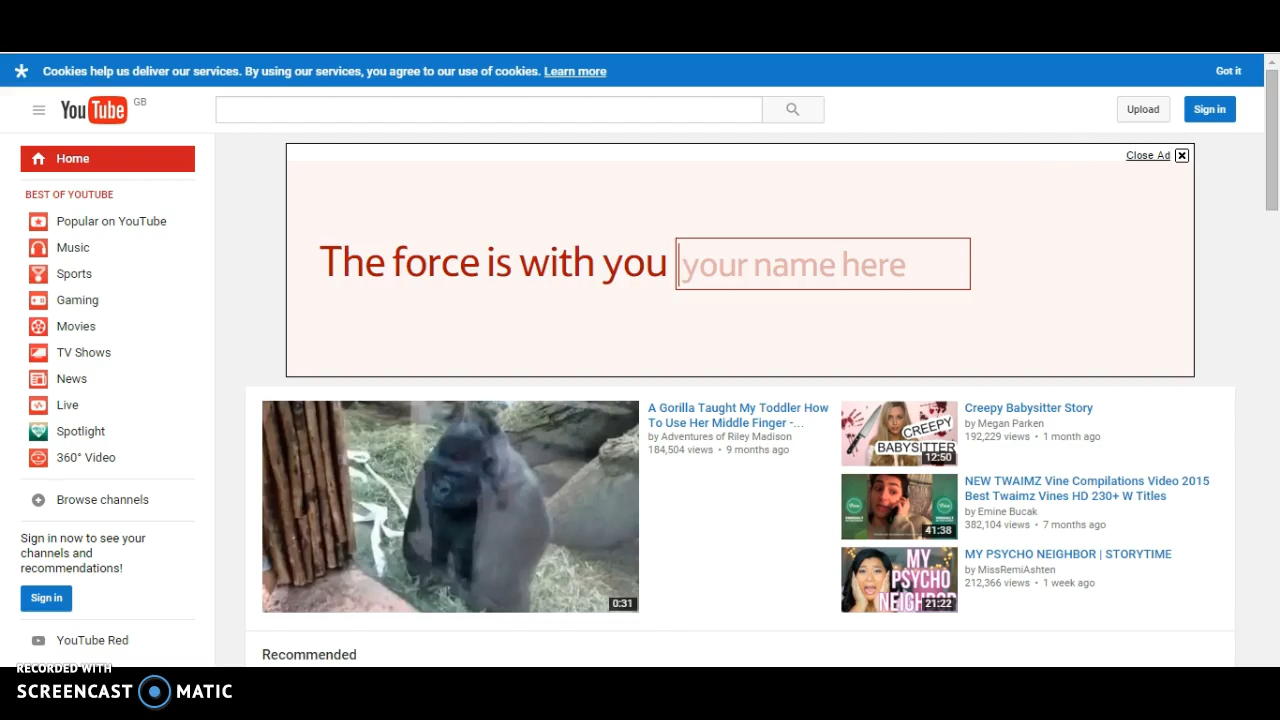 Cookies help us deliver our services. By using our services, you agree to our use of cookies. Learn more
Got it
YouTube GB
Upload
Sign in
Home
BEST OF YOUTUBE
Popular on YouTube
Music
Sports
Gaming
Movies
TV Shows
News
Live
Spotlight
360° Video
Browse channels
Sign in now to see your
channels and
recommendations!
Sign in
YouTube Red
Close Ad
The force is with you your name here
A Gorilla Taught My Toddler How
To Use Her Middle Finger -...
by Adventures of Riley Madison
184,504 views • 9 months ago
0:31
CREEPY
BABYSITTER
12:50
Creepy Babysitter Story
by Megan Parken
192,229 views • 1 month ago
41:38
NEW TWAIMZ Vine Compilations Video 2015
Best Twaimz Vines HD 230+ W Titles
by Emine Bucak
382,104 views • 7 months ago
MY
PSYCHO
NEIGHBOR
21:22
MY PSYCHO NEIGHBOR | STORYTIME
by MissRemiAshten
212,366 views • 1 week ago
Recommended
RECORDED WITH
SCREENCAST MATIC